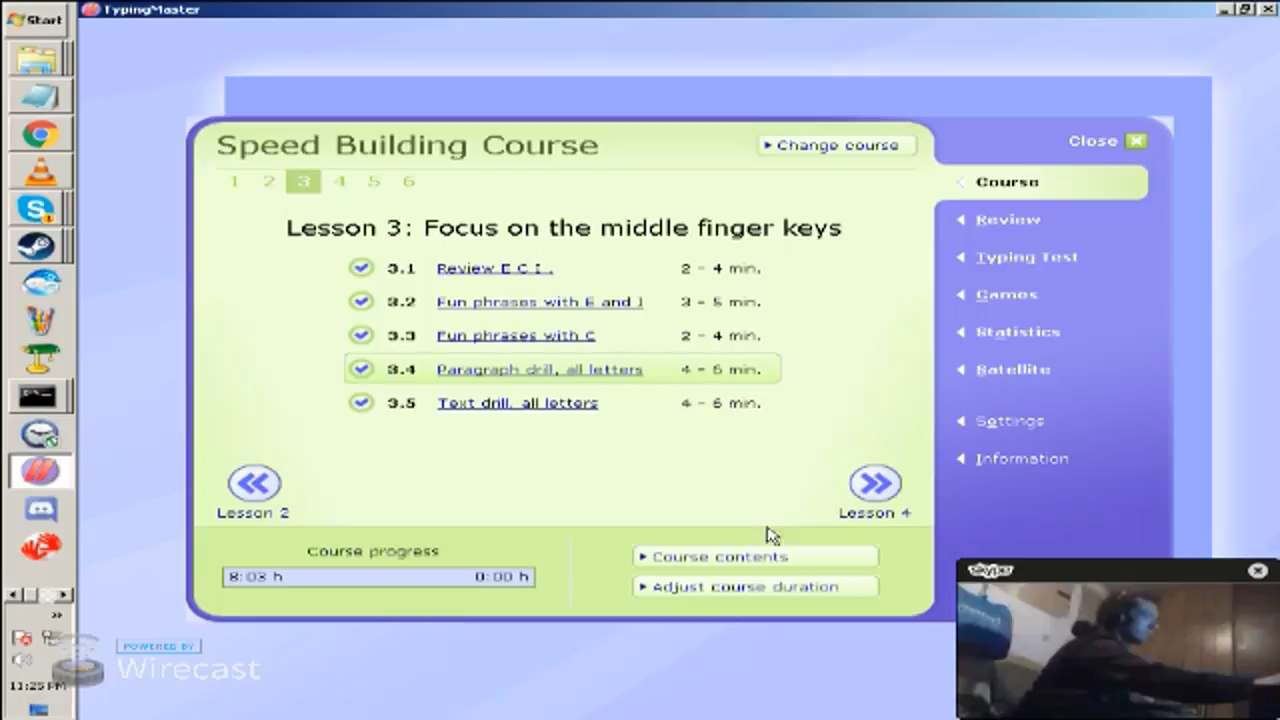 Start
TypingMaster
Speed Building Course
Change course
Close
1 2 3 4 5 6
Course
Lesson 3: Focus on the middle finger keys
Review
3.1 Review E C I , 2 - 4 min.
Typing Test
3.2 Fun phrases with E and I 3 - 5 min.
Games
3.3 Fun phrases with C 2 - 4 min.
Statistics
3.4 Paragraph drill, all letters 4 - 6 min.
Satellite
3.5 Text drill, all letters 4 - 6 min.
Settings
Information
Lesson 2
Lesson 4
Course progress
8:03 h 0:00 h
Course contents
Adjust course duration
skype
POWERED BY
Wirecast
11:25 PM